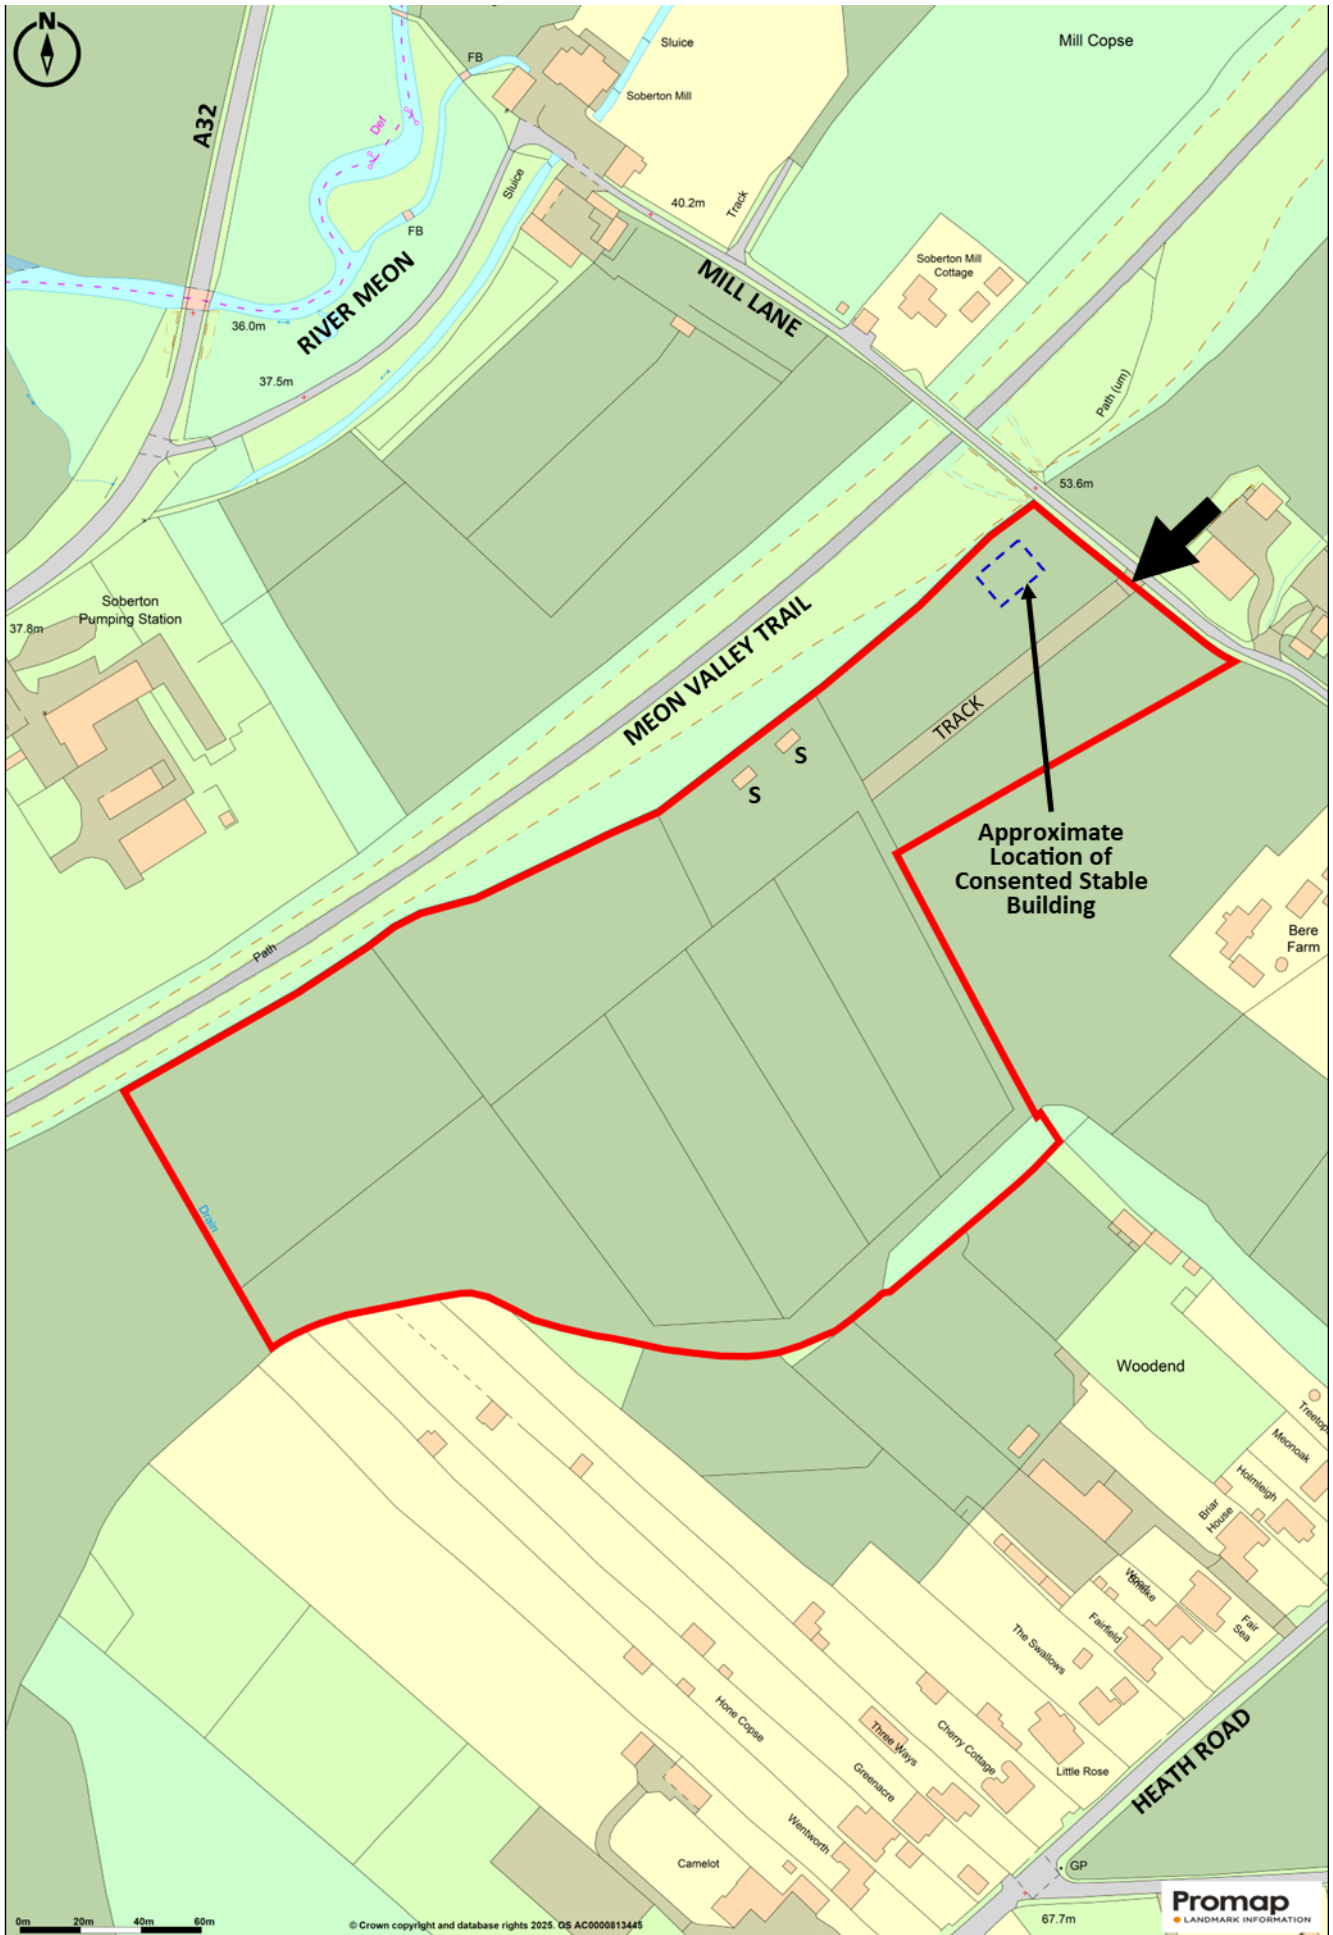 N
A32
FB
Sluice
Soberton Mill
Mill Copse
Def
Sluice
40.2m
Track
FB
RIVER MEON
MILL LANE
Soberton Mill
Cottage
36.0m
37.5m
Path (um)
53.6m
Soberton
Pumping Station
37.8m
MEON VALLEY TRAIL
TRACK
S
S
Approximate
Location of
Consented Stable
Building
Bere
Farm
Path
Drain
Woodend
Treetops
Meonoak
Holmleigh
Briar
House
Wood
Smoke
Fairfield
Fair
Sea
The Swallows
Hone Copse
Three Ways
Cherry Cottage
Little Rose
Greenacre
Wentworth
Camelot
HEATH ROAD
GP
67.7m
0m 20m 40m 60m
© Crown copyright and database rights 2025. OS AC0000813445
Promap
LANDMARK INFORMATION